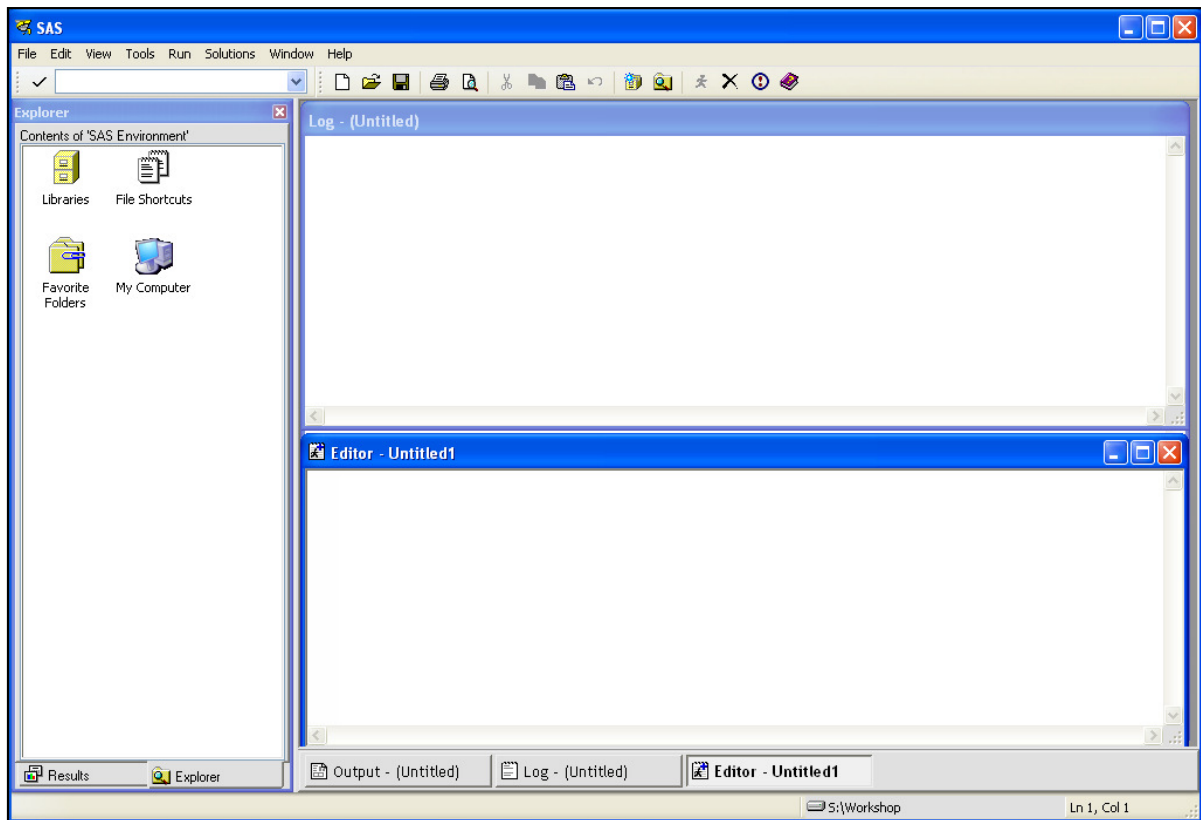 SAS
File Edit View Tools Run Solutions Window Help
Explorer
Contents of 'SAS Environment'
Libraries
File Shortcuts
Favorite
Folders
My Computer
Results
Explorer
Log - (Untitled)
Editor - Untitled1
Output - (Untitled)
Log - (Untitled)
Editor - Untitled1
S:\Workshop
Ln 1, Col 1